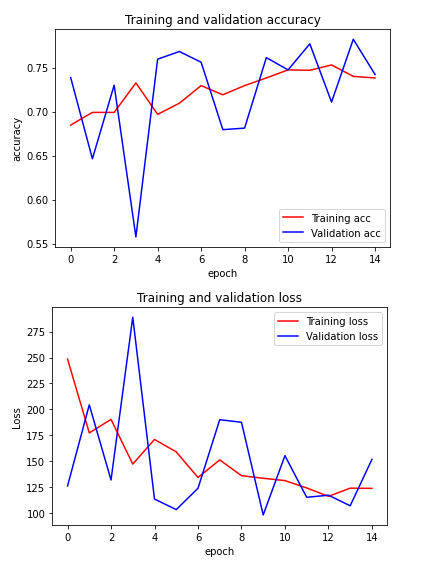 Training and validation accuracy
0.75
0.70
0.65
0.60
0.55
accuracy
Training acc
Validation acc
0 2 4 6 8 10 12 14
epoch
Training and validation loss
275
250
225
200
175
150
125
100
Loss
Training loss
Validation loss
0 2 4 6 8 10 12 14
epoch